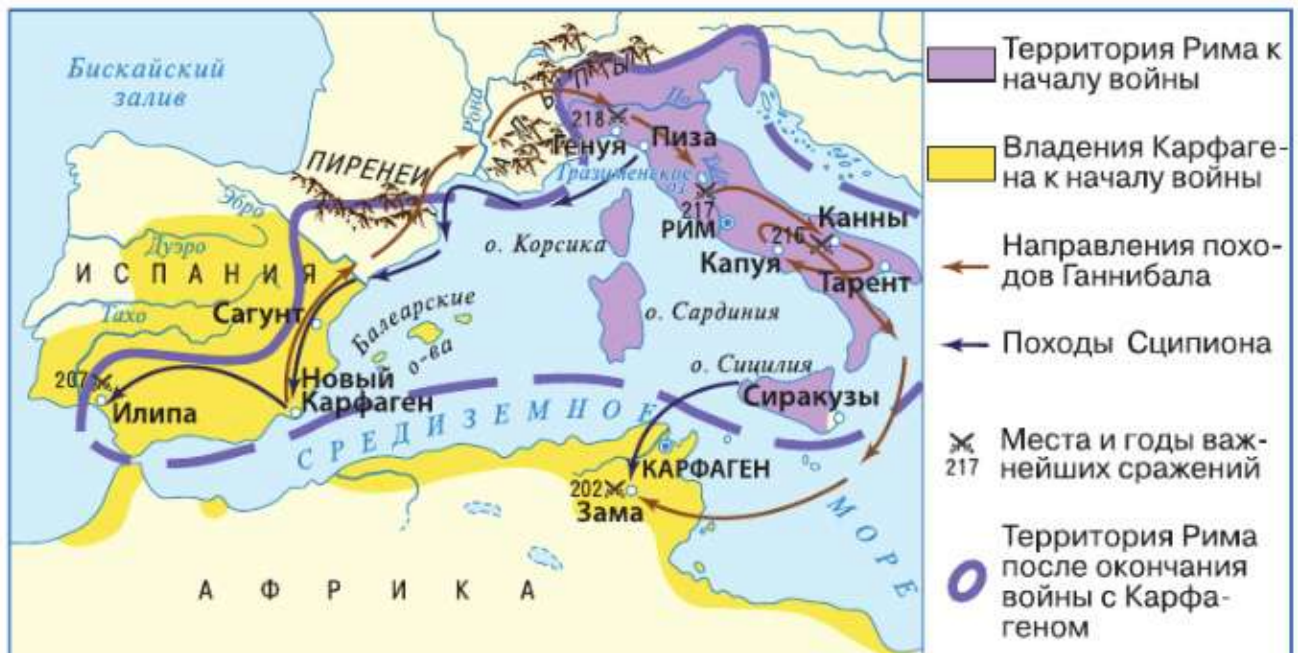 Бискайский
залив
ПИРЕНЕИ
Рона
АЛЬПЫ
По
218
Генуя
Пиза
Тразименское
оз.
217
РИМ
Канны
216
Капуя
Тарент
о. Корсика
о. Сардиния
о. Сицилия
Сиракузы
Эбро
Дуэро
ИСПАНИЯ
Тахо
Сагунт
Балеарские
о-ва
207
Илипа
Новый
Карфаген
СРЕДИЗЕМНОЕ
МОРЕ
КАРФАГЕН
202
Зама
АФРИКА
Территория Рима к
началу войны
Владения Карфаге-
на к началу войны
Направления похо-
дов Ганнибала
Походы Сципиона
217
Места и годы важ-
нейших сражений
Территория Рима
после окончания
войны с Карфа-
геном